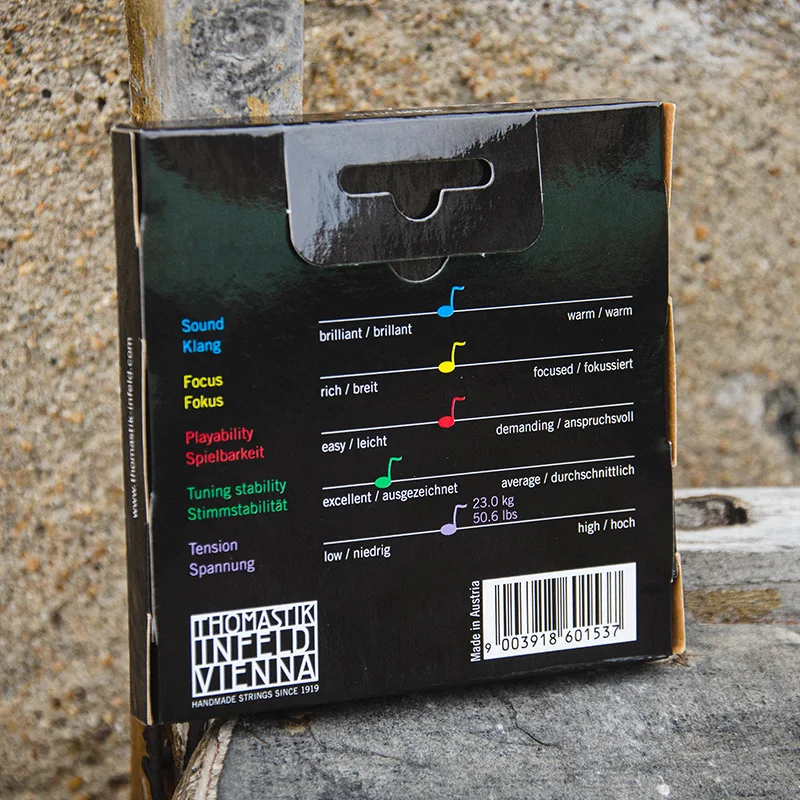 Sound
Klang
brilliant / brillant
warm / warm
Focus
Fokus
rich / breit
focused / fokussiert
Playability
Spielbarkeit
easy / leicht
demanding / anspruchsvoll
Tuning stability
Stimmstabilität
excellent / ausgezeichnet
average / durchschnittlich
Tension
Spannung
low / niedrig
23.0 kg
50.6 lbs
high / hoch
www.thomastik-infeld.com
THOMASTIK
INFELD
VIENNA
HANDMADE STRINGS SINCE 1919
Made in Austria
9 003918 601537